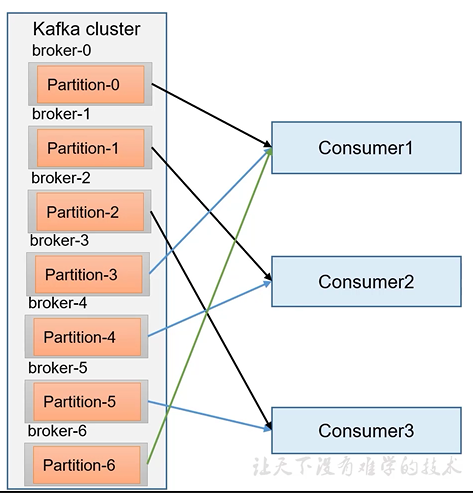 Kafka cluster
broker-0
Partition-0
broker-1
Partition-1
broker-2
Partition-2
broker-3
Partition-3
broker-4
Partition-4
broker-5
Partition-5
broker-6
Partition-6
Consumer1
Consumer2
Consumer3
让天下没有难学的技术